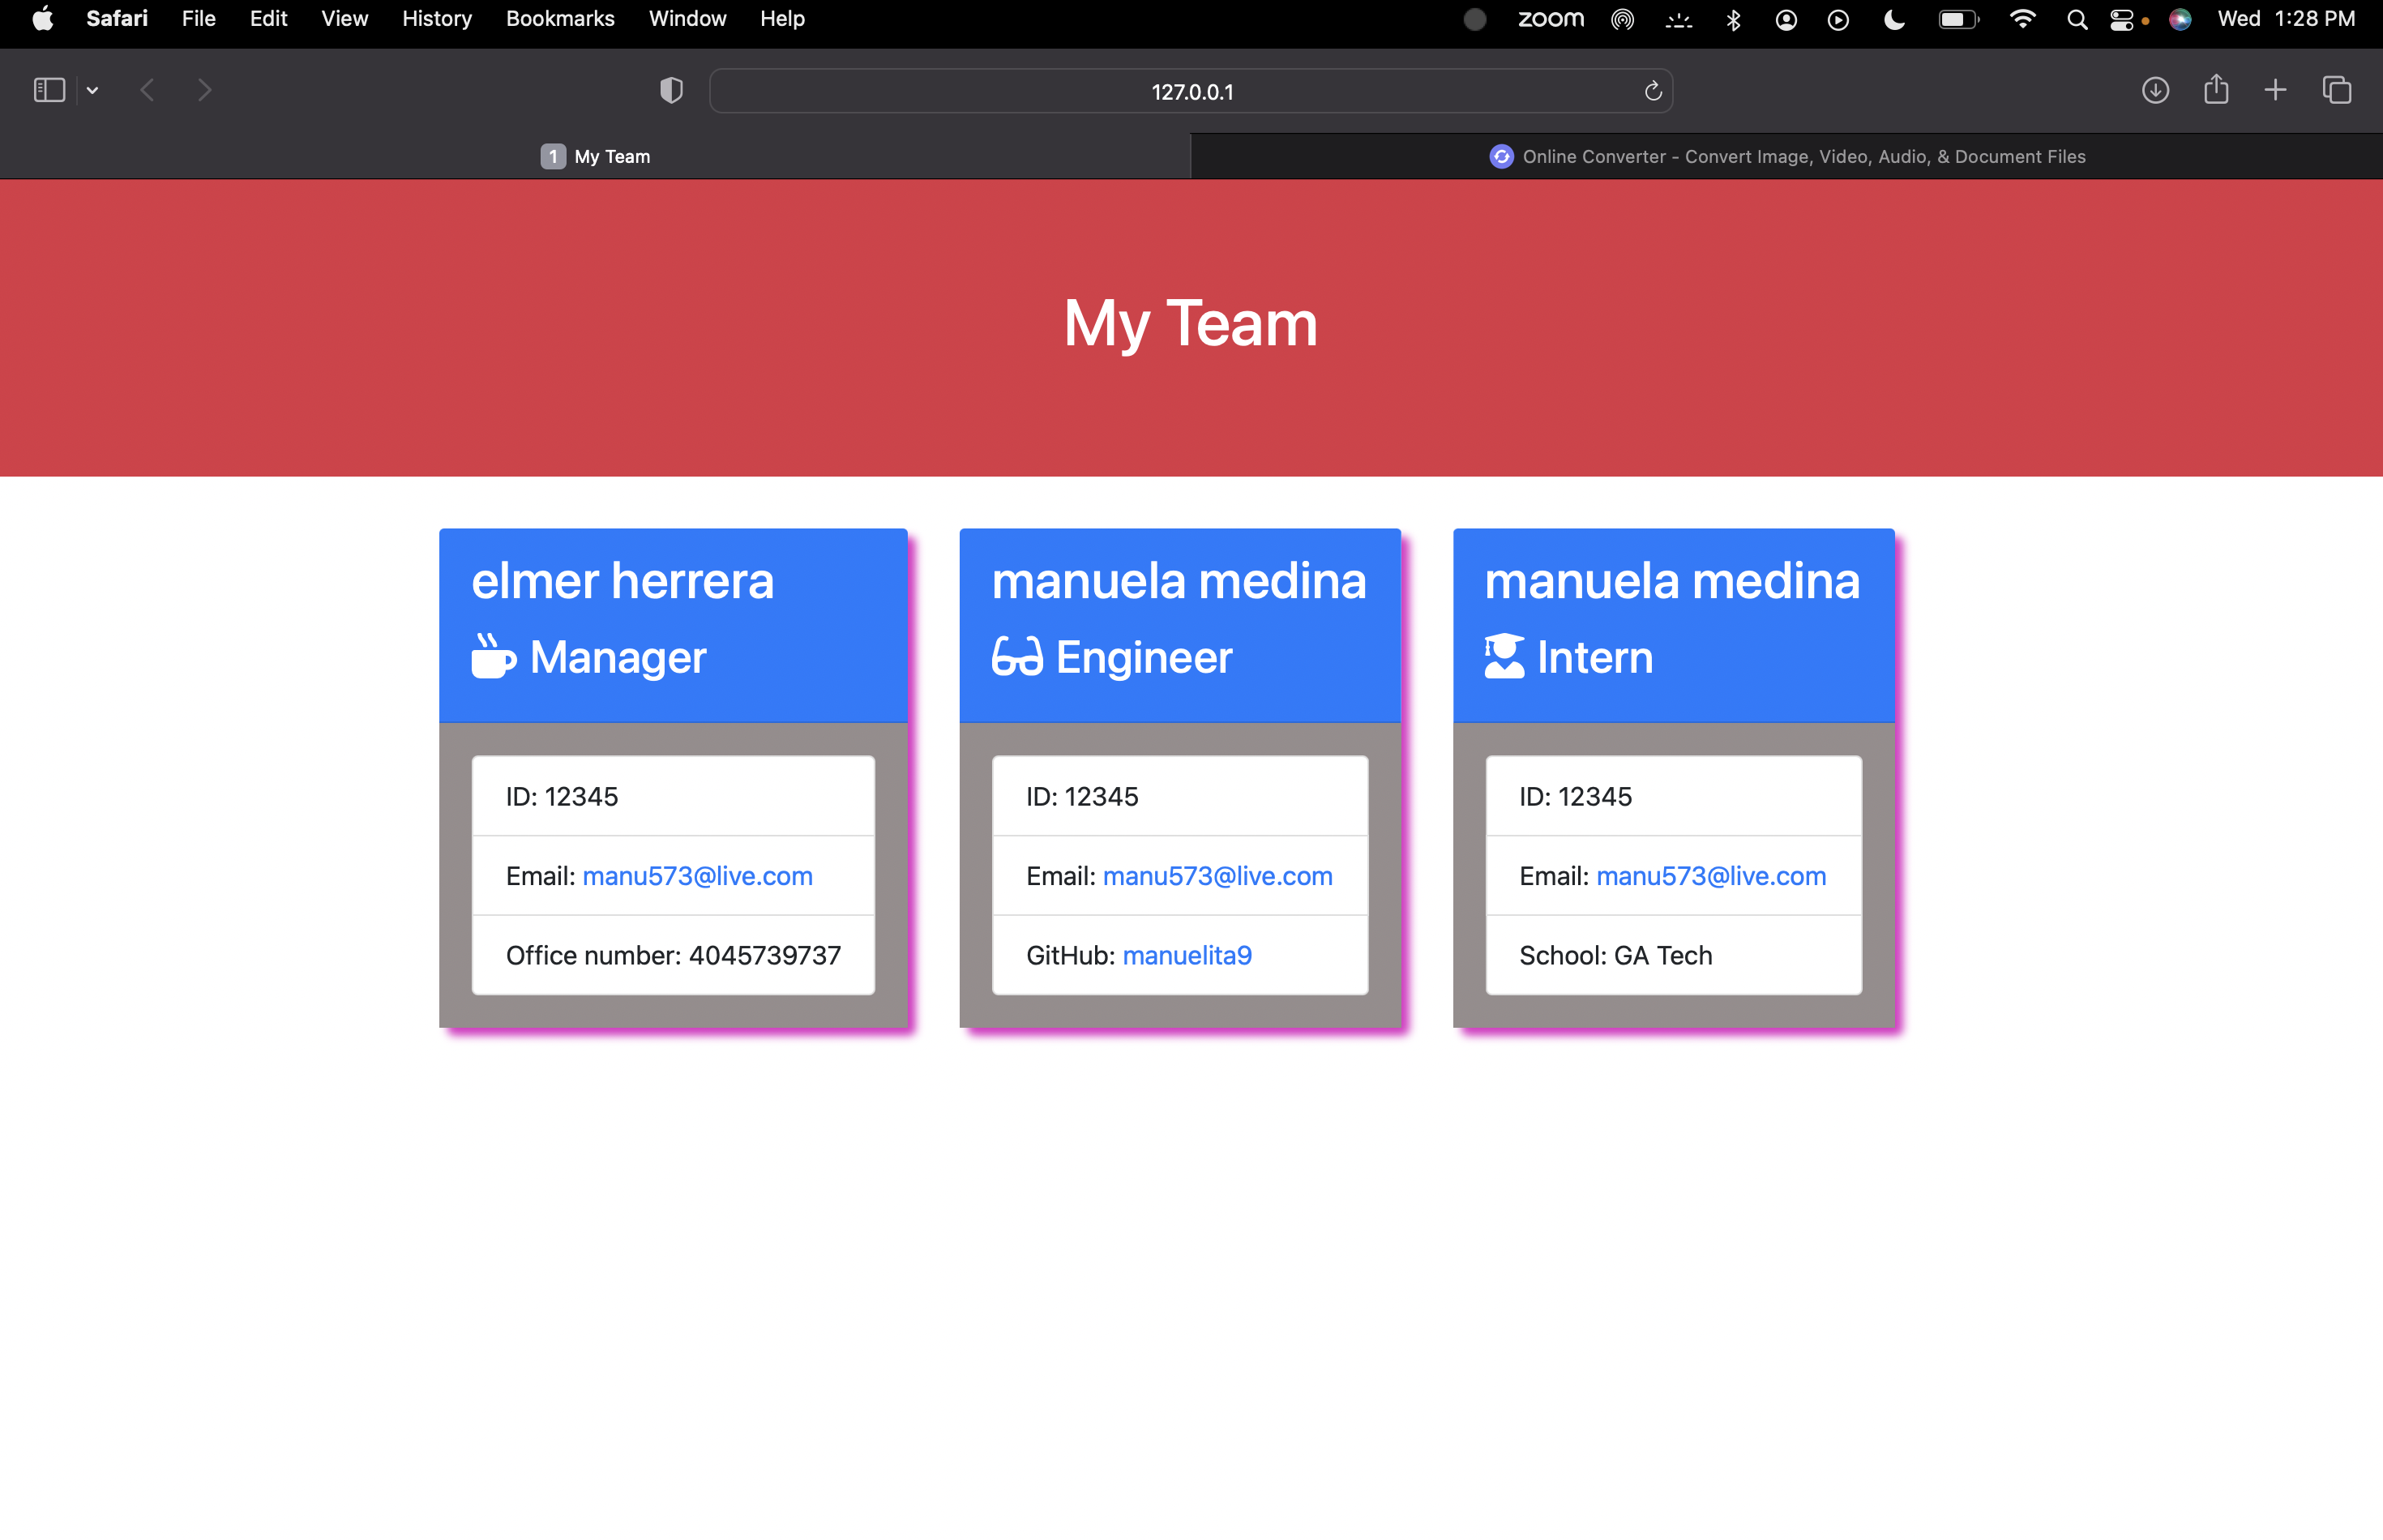 Safari File Edit View History Bookmarks Window Help zoom Wed 1:28 PM
127.0.0.1
1 My Team Online Converter - Convert Image, Video, Audio, & Document Files
My Team
elmer herrera
Manager
ID: 12345
Email: manu573@live.com
Office number: 4045739737
manuela medina
Engineer
ID: 12345
Email: manu573@live.com
GitHub: manuelita9
manuela medina
Intern
ID: 12345
Email: manu573@live.com
School: GA Tech